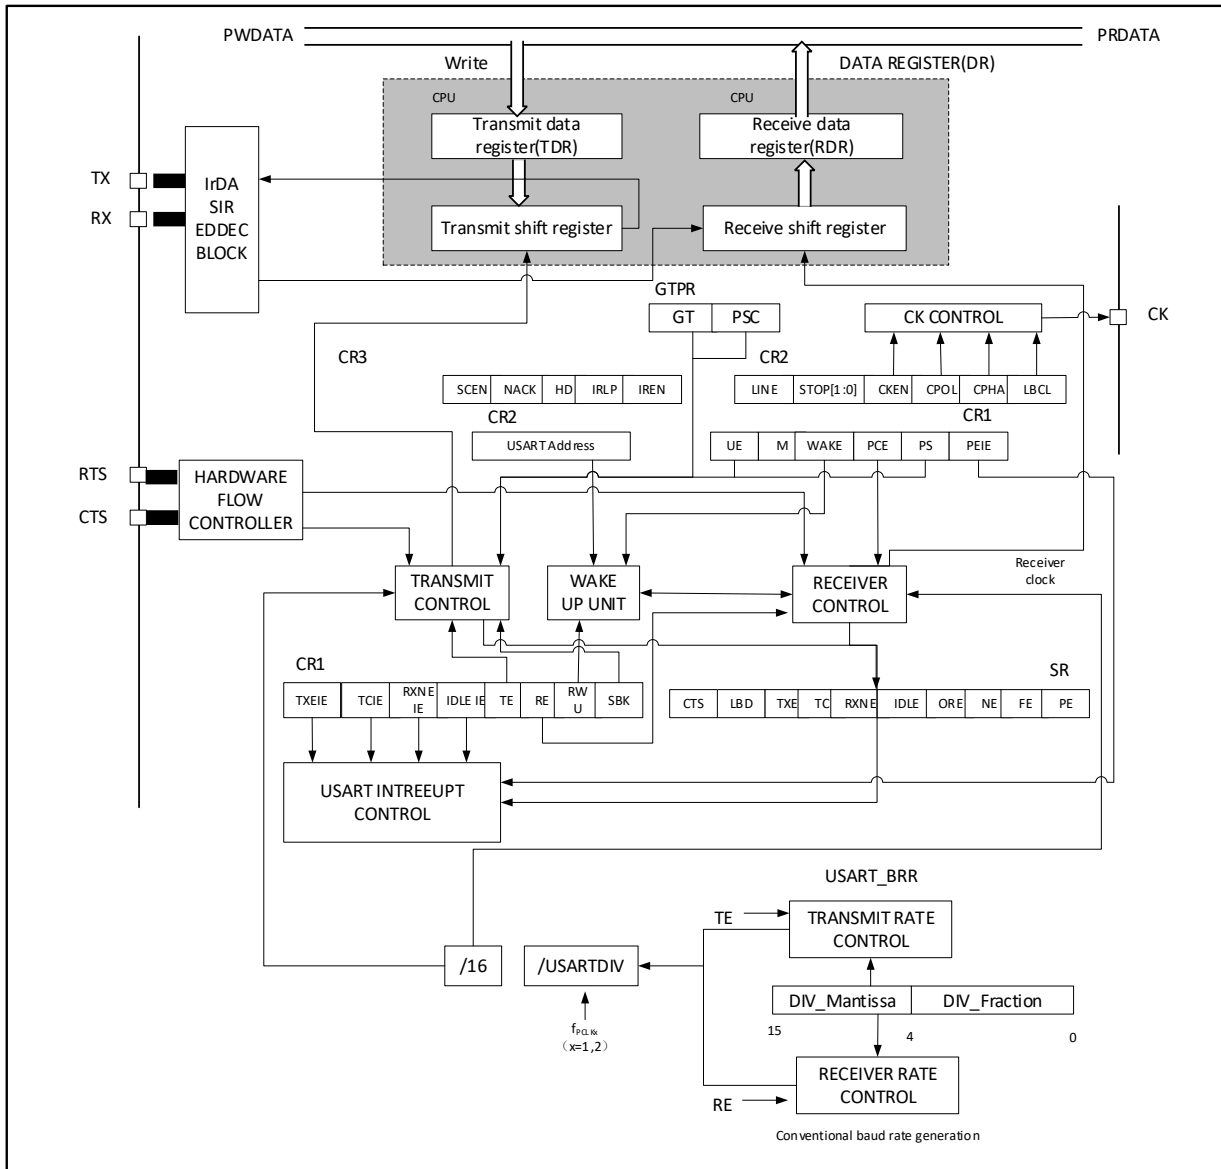 PWDATA
PRDATA
Write
DATA REGISTER(DR)
CPU
CPU
Transmit data
register(TDR)
Receive data
register(RDR)
TX
RX
IrDA
SIR
EDDEC
BLOCK
Transmit shift register
Receive shift register
GTPR
GT
PSC
CK CONTROL
CK
CR3
CR2
SCEN
NACK
HD
IRLP
IREN
LINE
STOP[1:0]
CKEN
CPOL
CPHA
LBCL
CR2
CR1
USART Address
UE
M
WAKE
PCE
PS
PEIE
RTS
CTS
HARDWARE
FLOW
CONTROLLER
TRANSMIT
CONTROL
WAKE
UP UNIT
RECEIVER
CONTROL
Receiver
clock
CR1
SR
TXEIE
TCIE
RXNE
IE
IDLE IE
TE
RE
RW
U
SBK
CTS
LBD
TXE
TC
RXNE
IDLE
ORE
NE
FE
PE
USART INTREEUPT
CONTROL
USART_BRR
TE
TRANSMIT RATE
CONTROL
/16
/USARTDIV
DIV_Mantissa
DIV_Fraction
15
4
0
fPCLKx
(x=1,2)
RECEIVER RATE
CONTROL
RE
Conventional baud rate generation